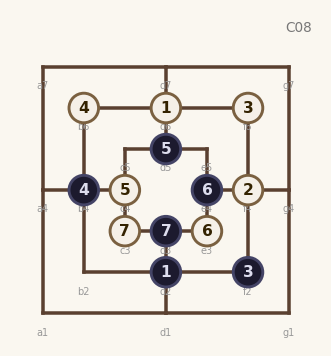 C08
a7 d7 g7
4 1 3
b6 d6 f6
5
c5 d5 e5
4 5 6 2
a4 b4 c4 e4 f4 g4
7 7 6
c3 d3 e3
1 3
b2 d2 f2
a1 d1 g1